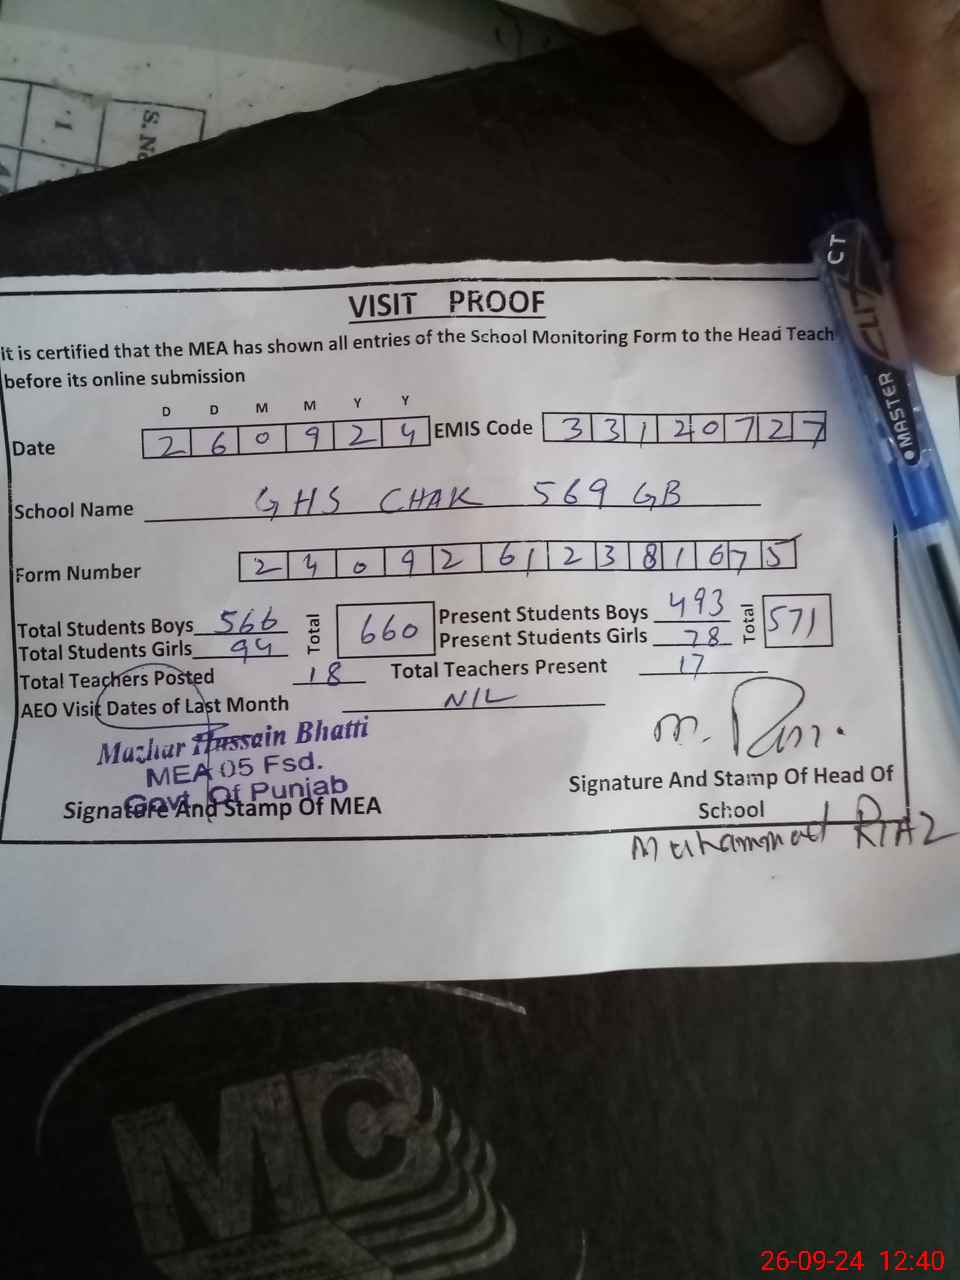 S. No
1
VISIT PROOF
it is certified that the MEA has shown all entries of the School Monitoring Form to the Head Teach
before its online submission
D D M M Y Y
Date 2 6 0 9 2 4 EMIS Code 3 3 1 2 0 7 2 7
School Name GHS CHAK 569 GB
Form Number 2 4 0 9 2 6 1 2 3 8 1 6 7 5
Total Students Boys 566 Total 660 Present Students Boys 493 Total 571
Total Students Girls 94 Present Students Girls 78
Total Teachers Posted 18 Total Teachers Present 17
AEO Visit Dates of Last Month NIL
Mazhar Hussain Bhatti
MEA 05 Fsd.
Govt. Of Punjab
Signature And Stamp Of MEA
Signature And Stamp Of Head Of
School
Muhammad RIAZ
MASTER
CT
MC
26-09-24 12:40